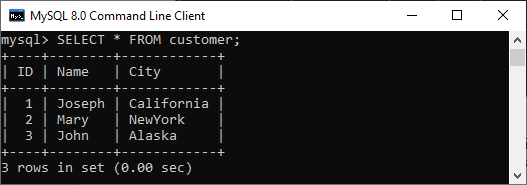 MySQL 8.0 Command Line Client
mysql> SELECT * FROM customer;
+----+--------+------------+
| ID | Name   | City       |
+----+--------+------------+
|  1 | Joseph | California |
|  2 | Mary   | NewYork    |
|  3 | John   | Alaska     |
+----+--------+------------+
3 rows in set (0.00 sec)